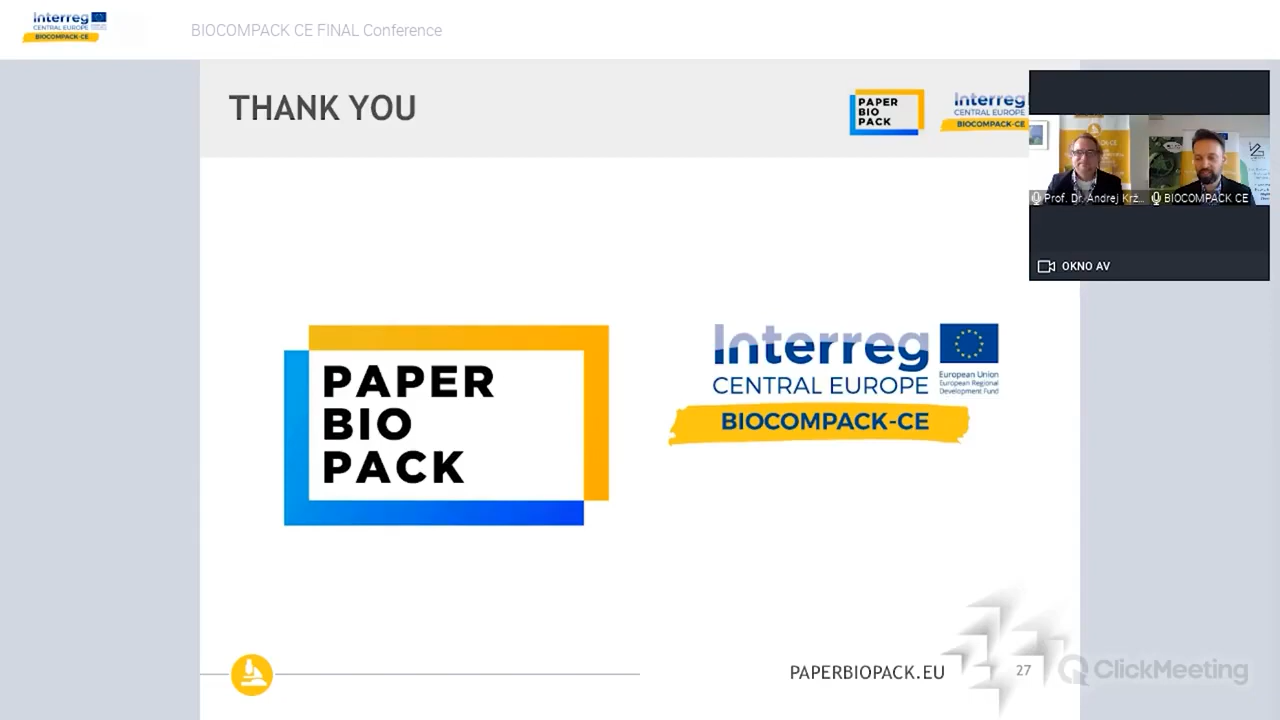 Interreg
CENTRAL EUROPE
BIOCOMPACK-CE
BIOCOMPACK CE FINAL Conference
THANK YOU
PAPER
BIO
PACK
Interreg
CENTRAL EUROPE
BIOCOMPACK-CE
Prof. Dr. Andrej Krž...
BIOCOMPACK CE
OKNO AV
PAPER
BIO
PACK
Interreg
CENTRAL EUROPE
European Union
European Regional
Development Fund
BIOCOMPACK-CE
PAPERBIOPACK.EU
27
ClickMeeting